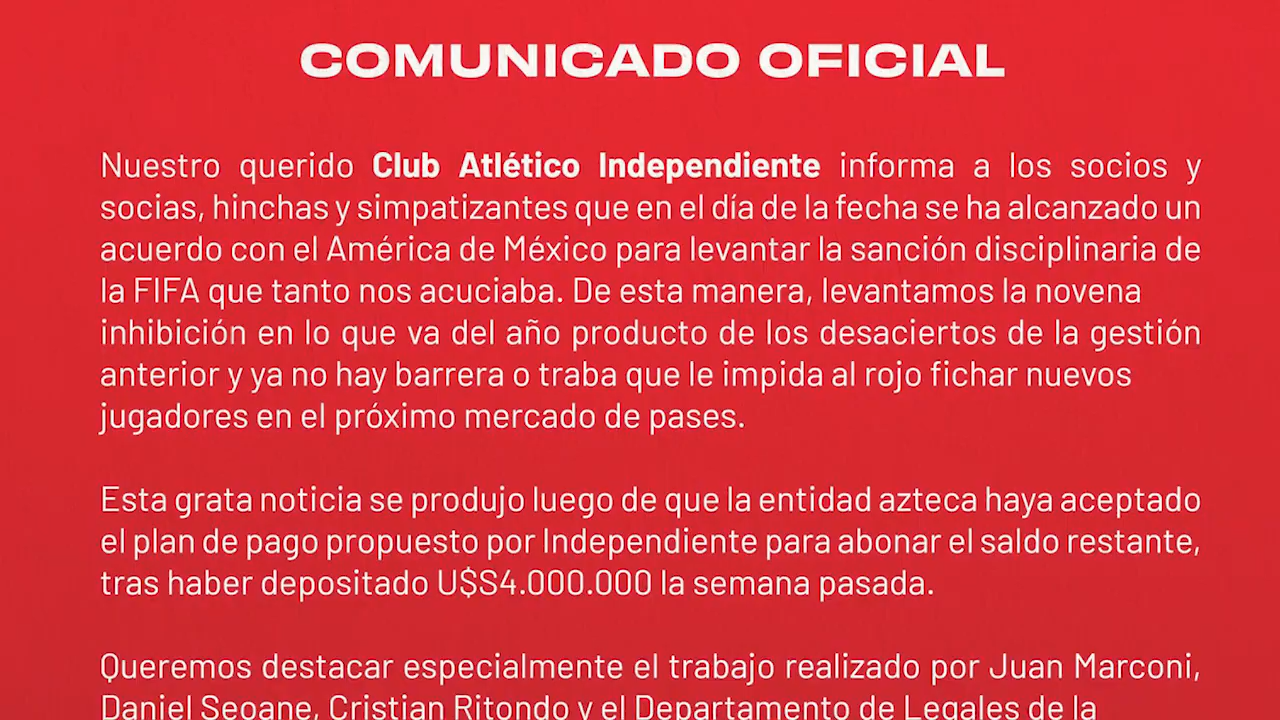 COMUNICADO OFICIAL
Nuestro querido Club Atlético Independiente informa a los socios y
socias, hinchas y simpatizantes que en el día de la fecha se ha alcanzado un
acuerdo con el América de México para levantar la sanción disciplinaria de
la FIFA que tanto nos acuciaba. De esta manera, levantamos la novena
inhibición en lo que va del año producto de los desaciertos de la gestión
anterior y ya no hay barrera o traba que le impida al rojo fichar nuevos
jugadores en el próximo mercado de pases.
Esta grata noticia se produjo luego de que la entidad azteca haya aceptado
el plan de pago propuesto por Independiente para abonar el saldo restante,
tras haber depositado U$S4.000.000 la semana pasada.
Queremos destacar especialmente el trabajo realizado por Juan Marconi,
Daniel Seoane, Cristian Ritondo y el Departamento de Legales de la